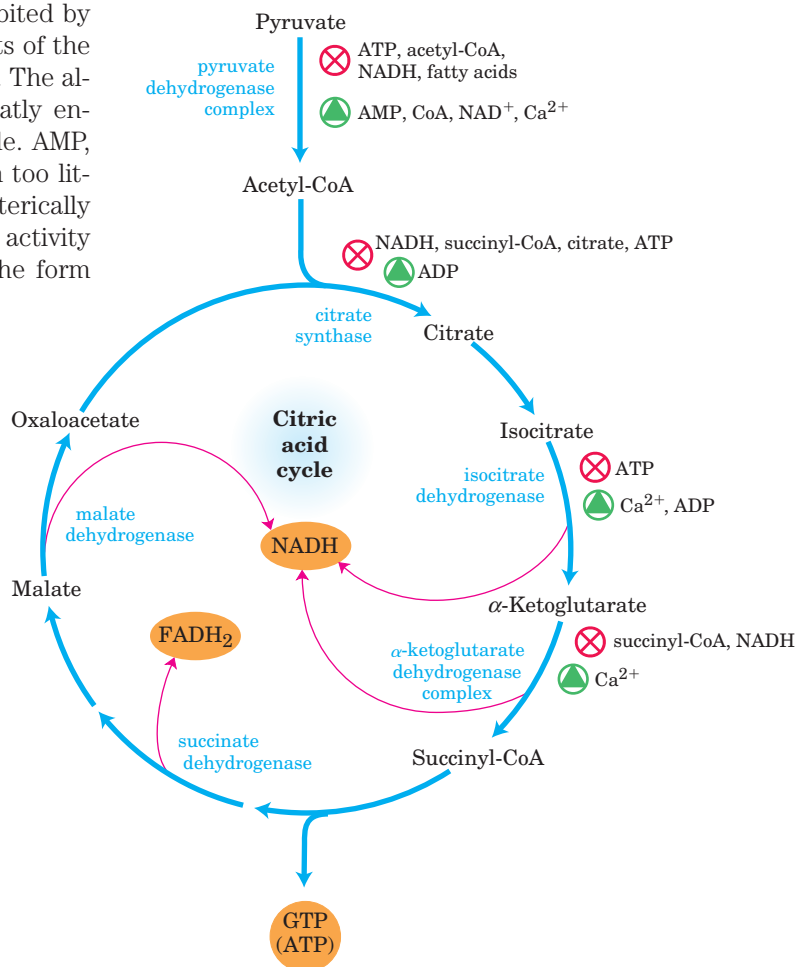 bited by
ts of the
. The al-
atly en-
le. AMP,
n too lit-
terically
activity
he form
Pyruvate
pyruvate
dehydrogenase
complex
ATP, acetyl-CoA,
NADH, fatty acids
AMP, CoA, NAD⁺, Ca²⁺
Acetyl-CoA
NADH, succinyl-CoA, citrate, ATP
ADP
citrate
synthase
Citrate
Oxaloacetate
Citric
acid
cycle
Isocitrate
isocitrate
dehydrogenase
ATP
Ca²⁺, ADP
malate
dehydrogenase
NADH
Malate
α-Ketoglutarate
FADH₂
α-ketoglutarate
dehydrogenase
complex
succinyl-CoA, NADH
Ca²⁺
succinate
dehydrogenase
Succinyl-CoA
GTP
(ATP)